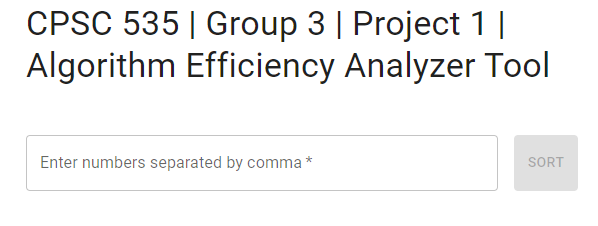 CPSC 535 | Group 3 | Project 1 |
Algorithm Efficiency Analyzer Tool
Enter numbers separated by comma *
SORT